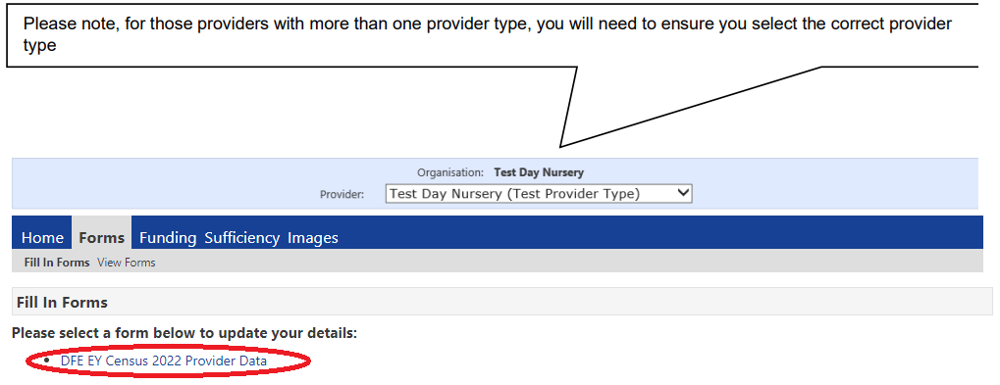 Please note, for those providers with more than one provider type, you will need to ensure you select the correct provider
type
Organisation: Test Day Nursery
Provider: Test Day Nursery (Test Provider Type)
Home Forms Funding Sufficiency Images
Fill In Forms View Forms
Fill In Forms
Please select a form below to update your details:
• DFE EY Census 2022 Provider Data